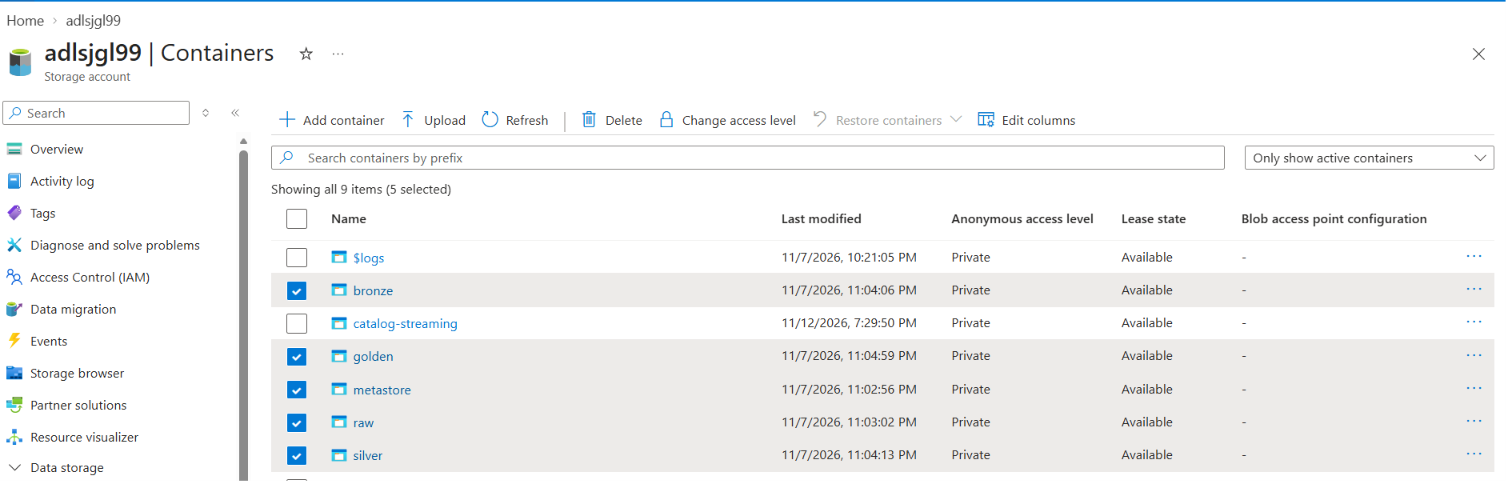 Home > adlsjgl99
adlsjgl99 | Containers
Storage account
Search
Overview
Activity log
Tags
Diagnose and solve problems
Access Control (IAM)
Data migration
Events
Storage browser
Partner solutions
Resource visualizer
Data storage
Add container Upload Refresh Delete Change access level Restore containers Edit columns
Search containers by prefix Only show active containers
Showing all 9 items (5 selected)
Name Last modified Anonymous access level Lease state Blob access point configuration
$logs 11/7/2026, 10:21:05 PM Private Available -
bronze 11/7/2026, 11:04:06 PM Private Available -
catalog-streaming 11/12/2026, 7:29:50 PM Private Available -
golden 11/7/2026, 11:04:59 PM Private Available -
metastore 11/7/2026, 11:02:56 PM Private Available -
raw 11/7/2026, 11:03:02 PM Private Available -
silver 11/7/2026, 11:04:13 PM Private Available -